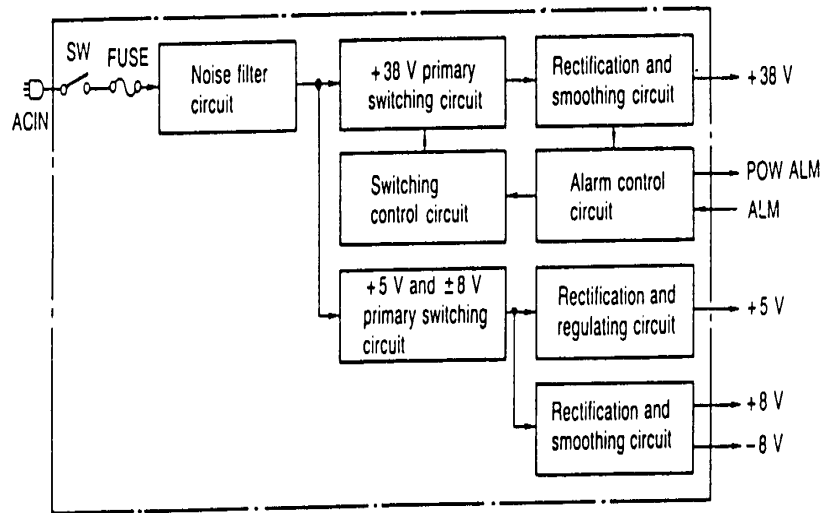 SW
FUSE
ACIN
Noise filter
circuit
+38 V primary
switching circuit
Rectification and
smoothing circuit
+38 V
Switching
control circuit
Alarm control
circuit
POW ALM
ALM
+5 V and ±8 V
primary switching
circuit
Rectification and
regulating circuit
+5 V
Rectification and
smoothing circuit
+8 V
−8 V